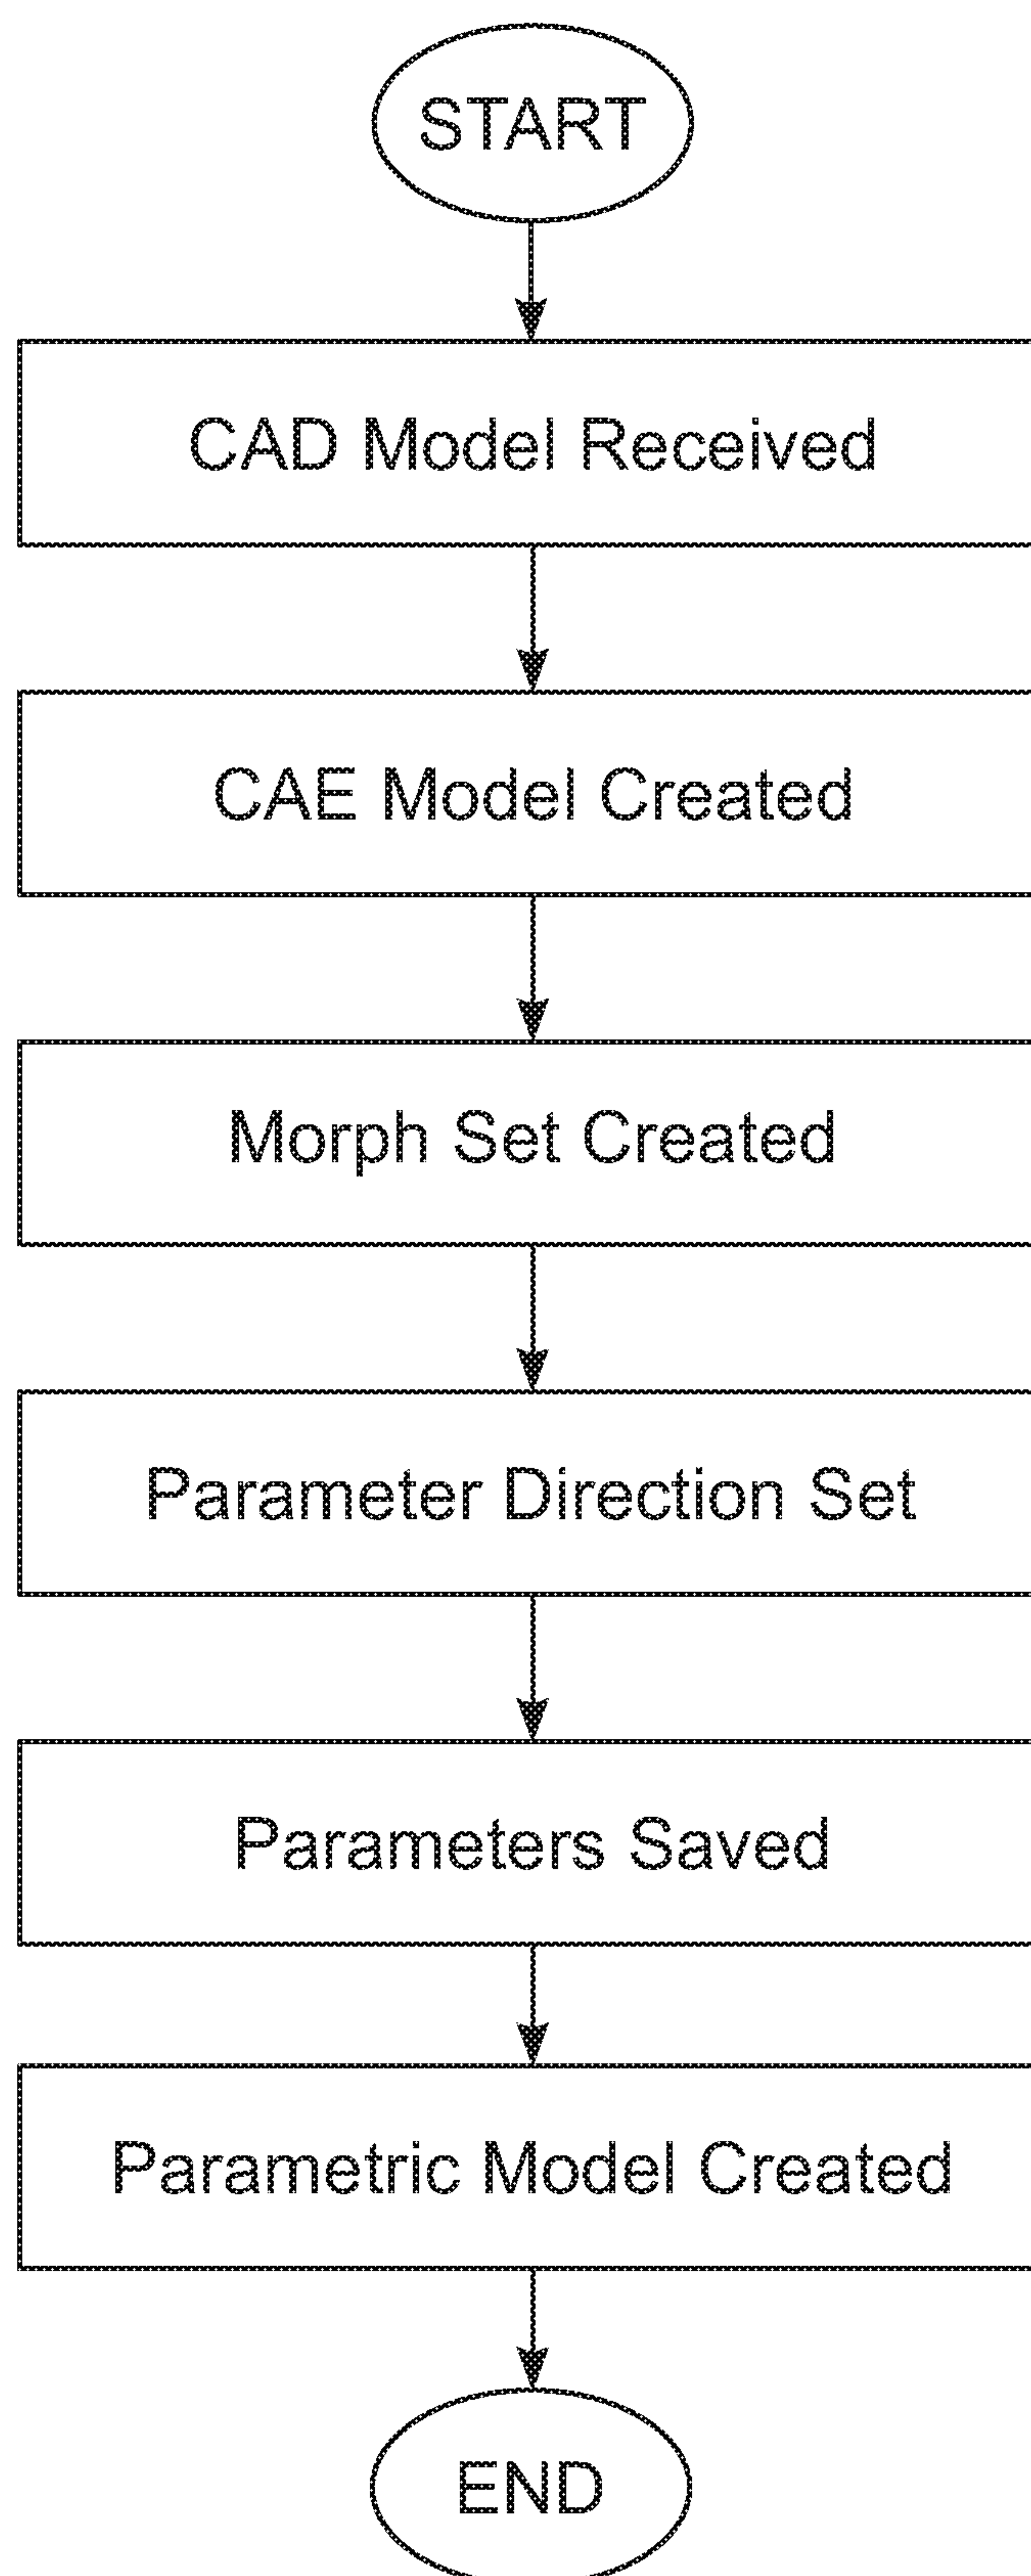 START
CAD Model Received
CAE Model Created
Morph Set Created
Parameter Direction Set
Parameters Saved
Parametric Model Created
END